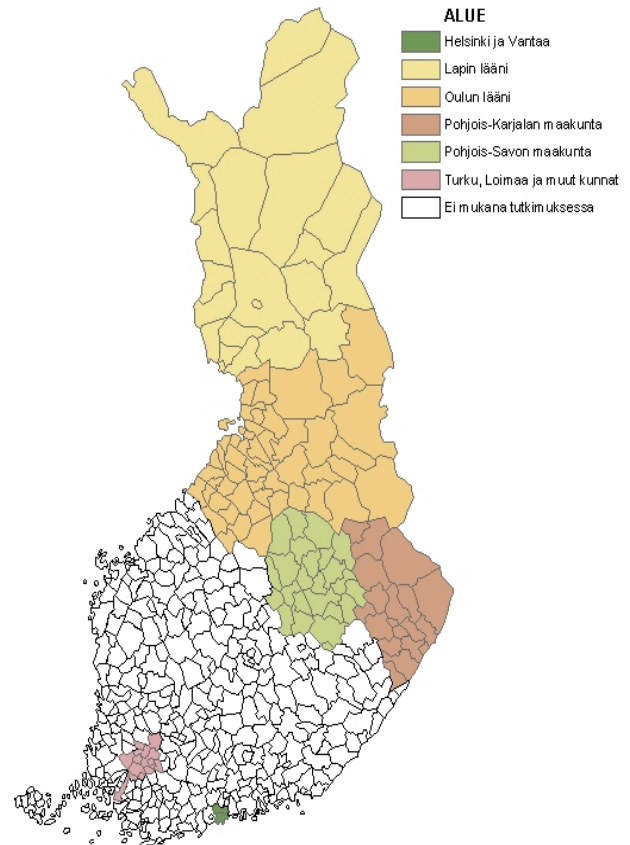 ALUE
Helsinki ja Vantaa
Lapin lääni
Oulun lääni
Pohjois-Karjalan maakunta
Pohjois-Savon maakunta
Turku, Loimaa ja muut kunnat
Ei mukana tutkimuksessa